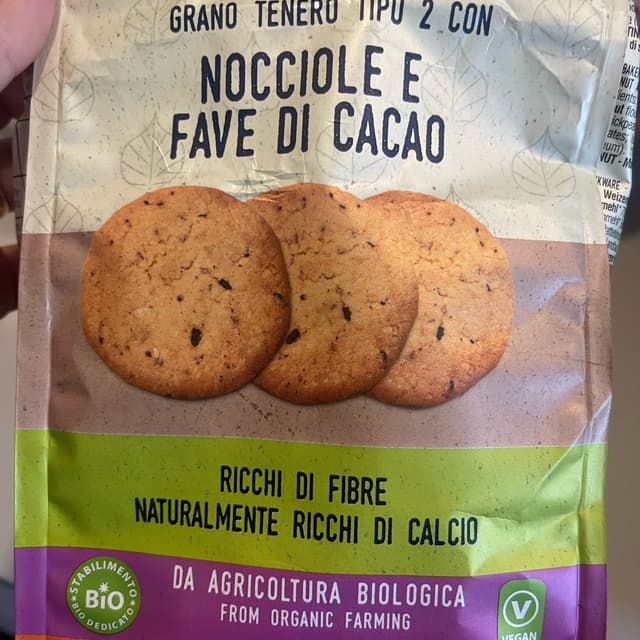 GRANO TENERO TIPO 2 CON
NOCCIOLE E
FAVE DI CACAO
RICCHI DI FIBRE
NATURALMENTE RICCHI DI CALCIO
DA AGRICOLTURA BIOLOGICA
FROM ORGANIC FARMING
STABILIMENTO
BiO
BIO DEDICATO
V
VEGAN